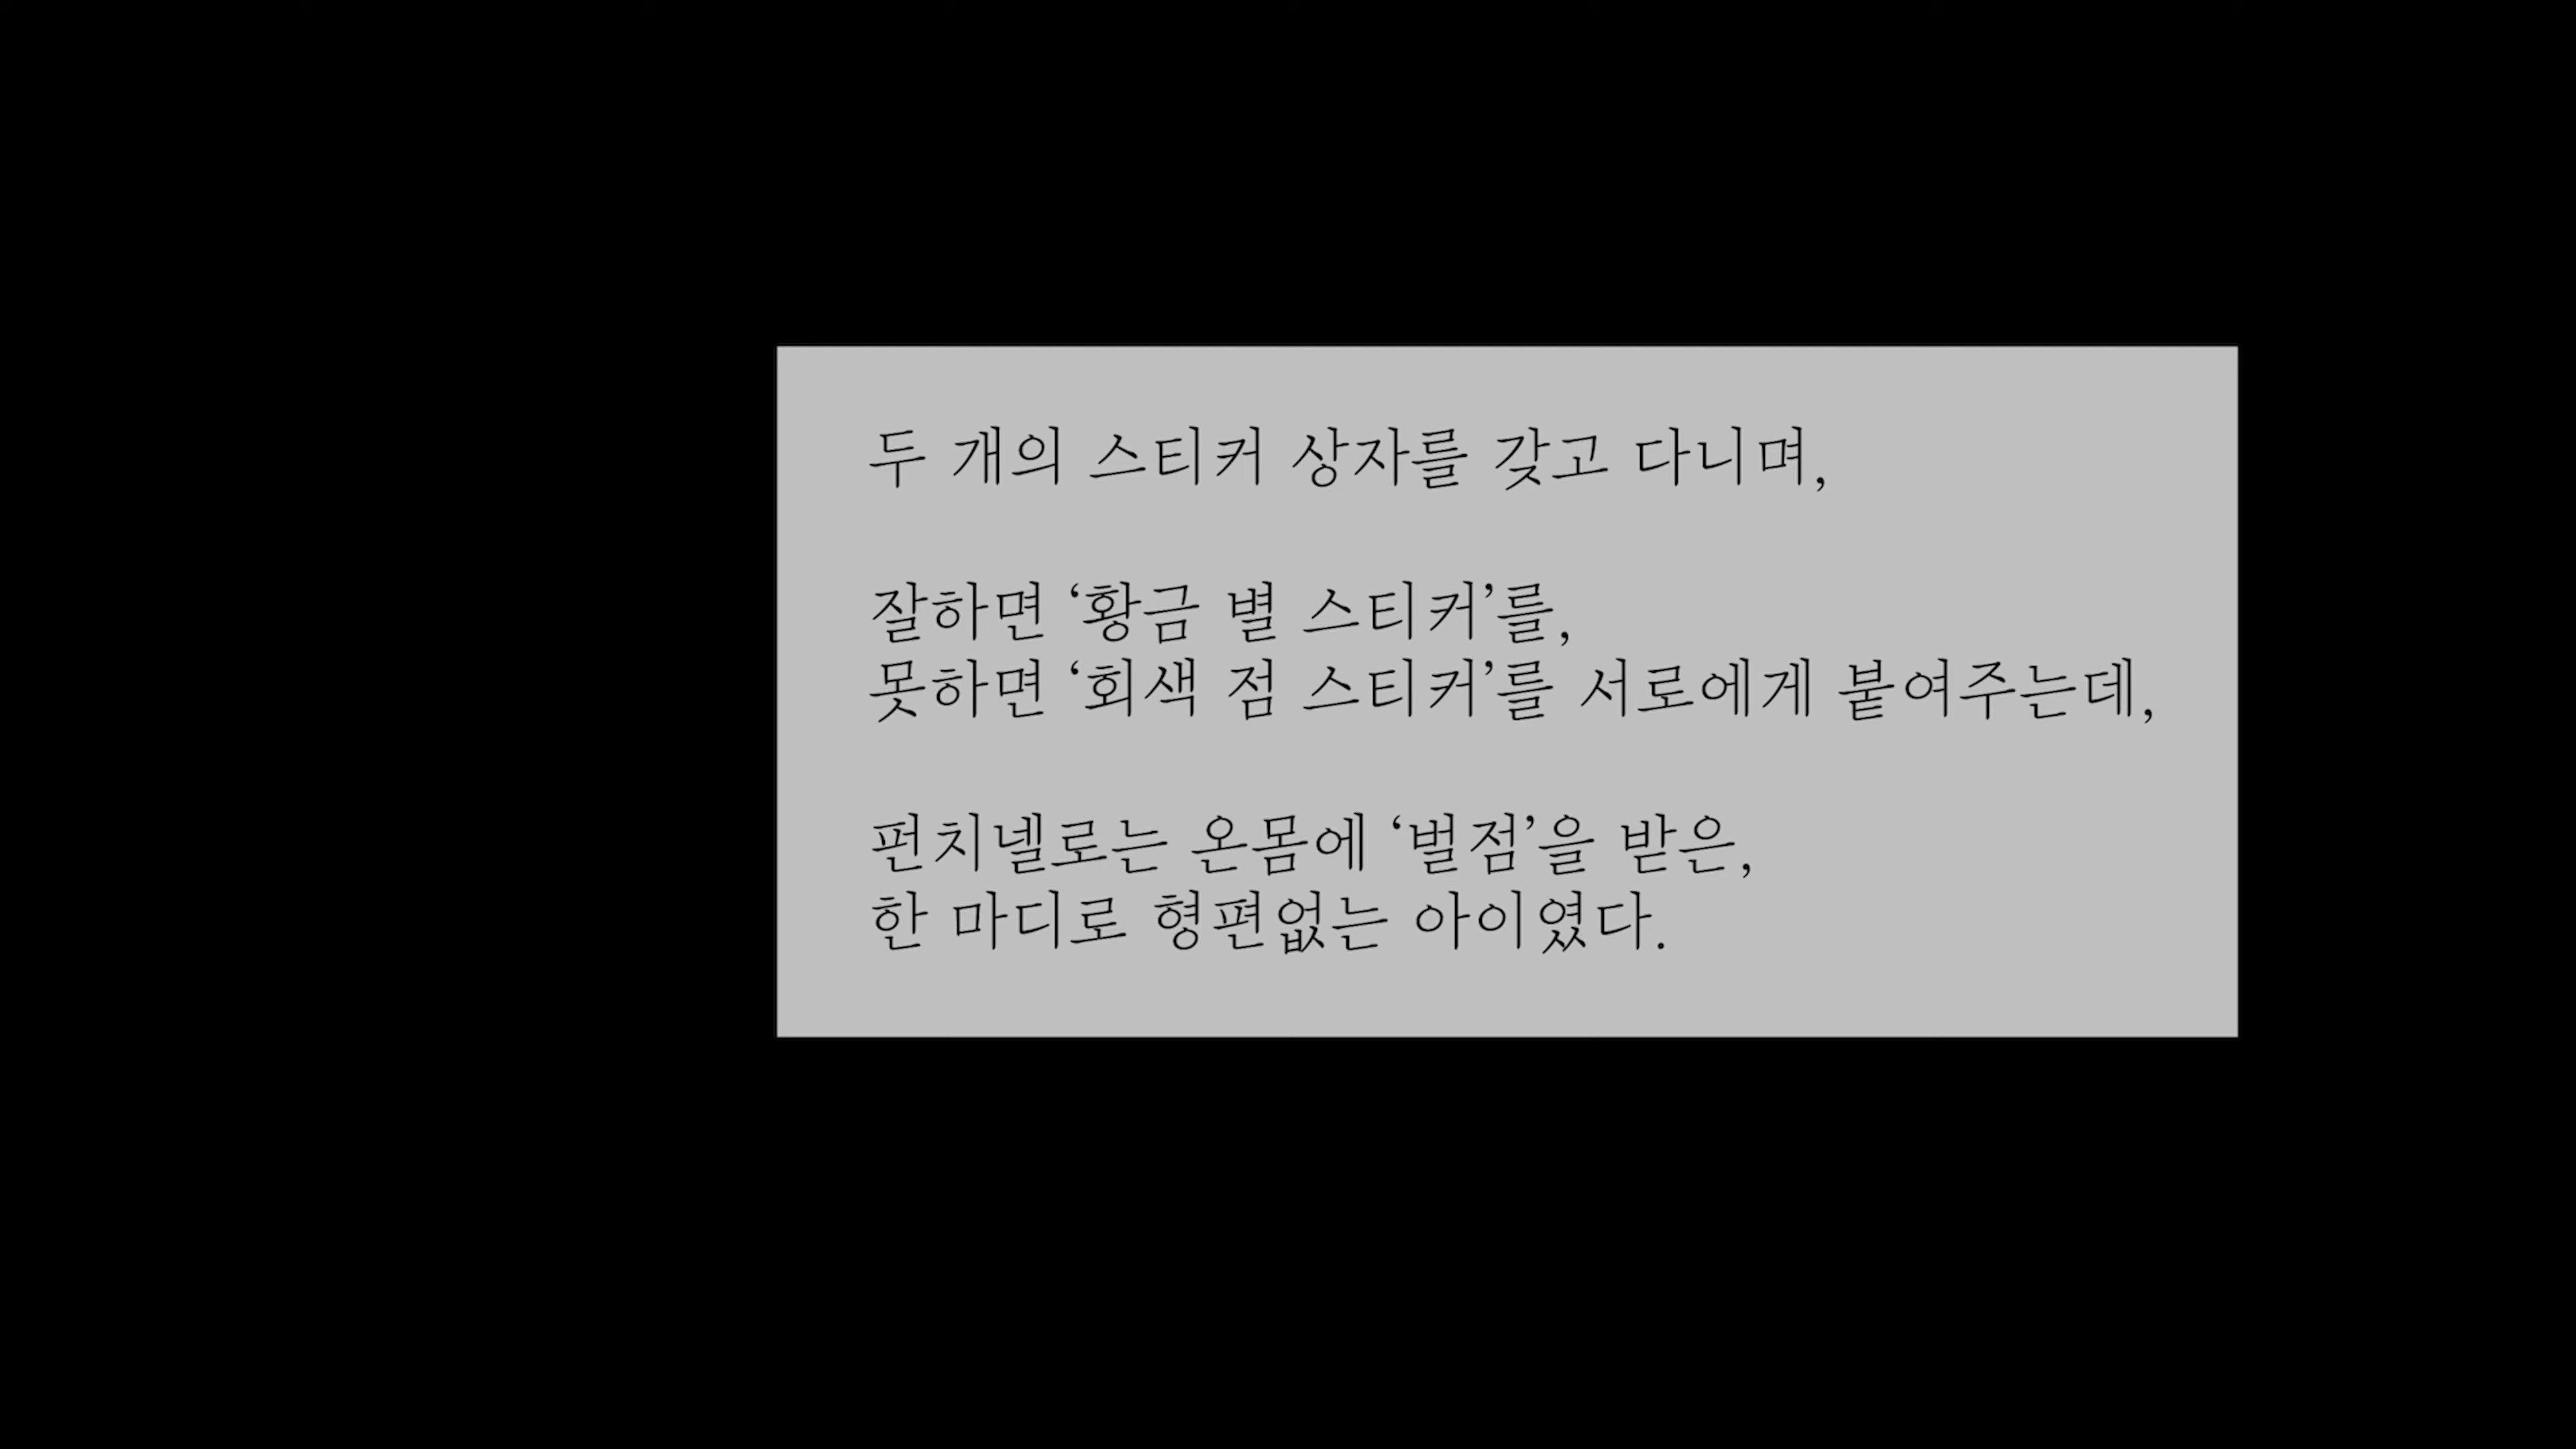 두 개의 스티커 상자를 갖고 다니며,
잘하면 ‘황금 별 스티커’를,
못하면 ‘회색 점 스티커’를 서로에게 붙여주는데,
펀치넬로는 온몸에 ‘벌점’을 받은,
한 마디로 형편없는 아이였다.